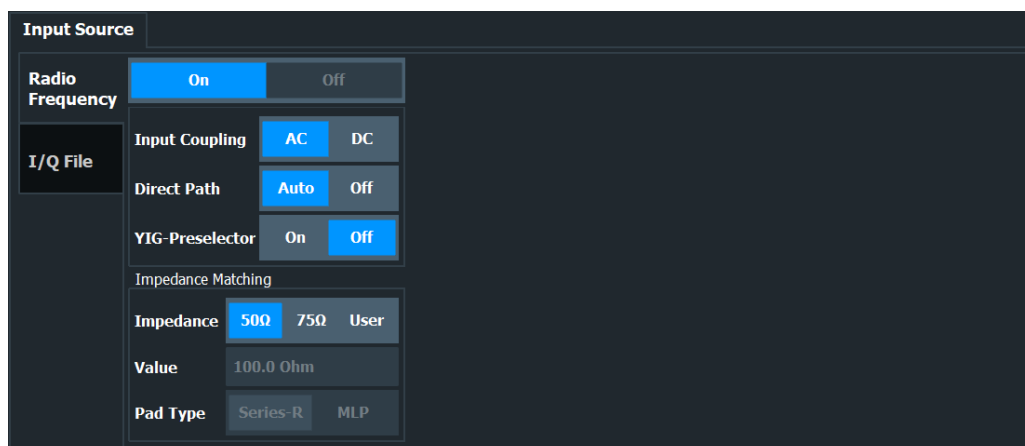 Input Source
Radio
Frequency
On Off
Input Coupling AC DC
I/Q File
Direct Path Auto Off
YIG-Preselector On Off
Impedance Matching
Impedance 50Ω 75Ω User
Value 100.0 Ohm
Pad Type Series-R MLP